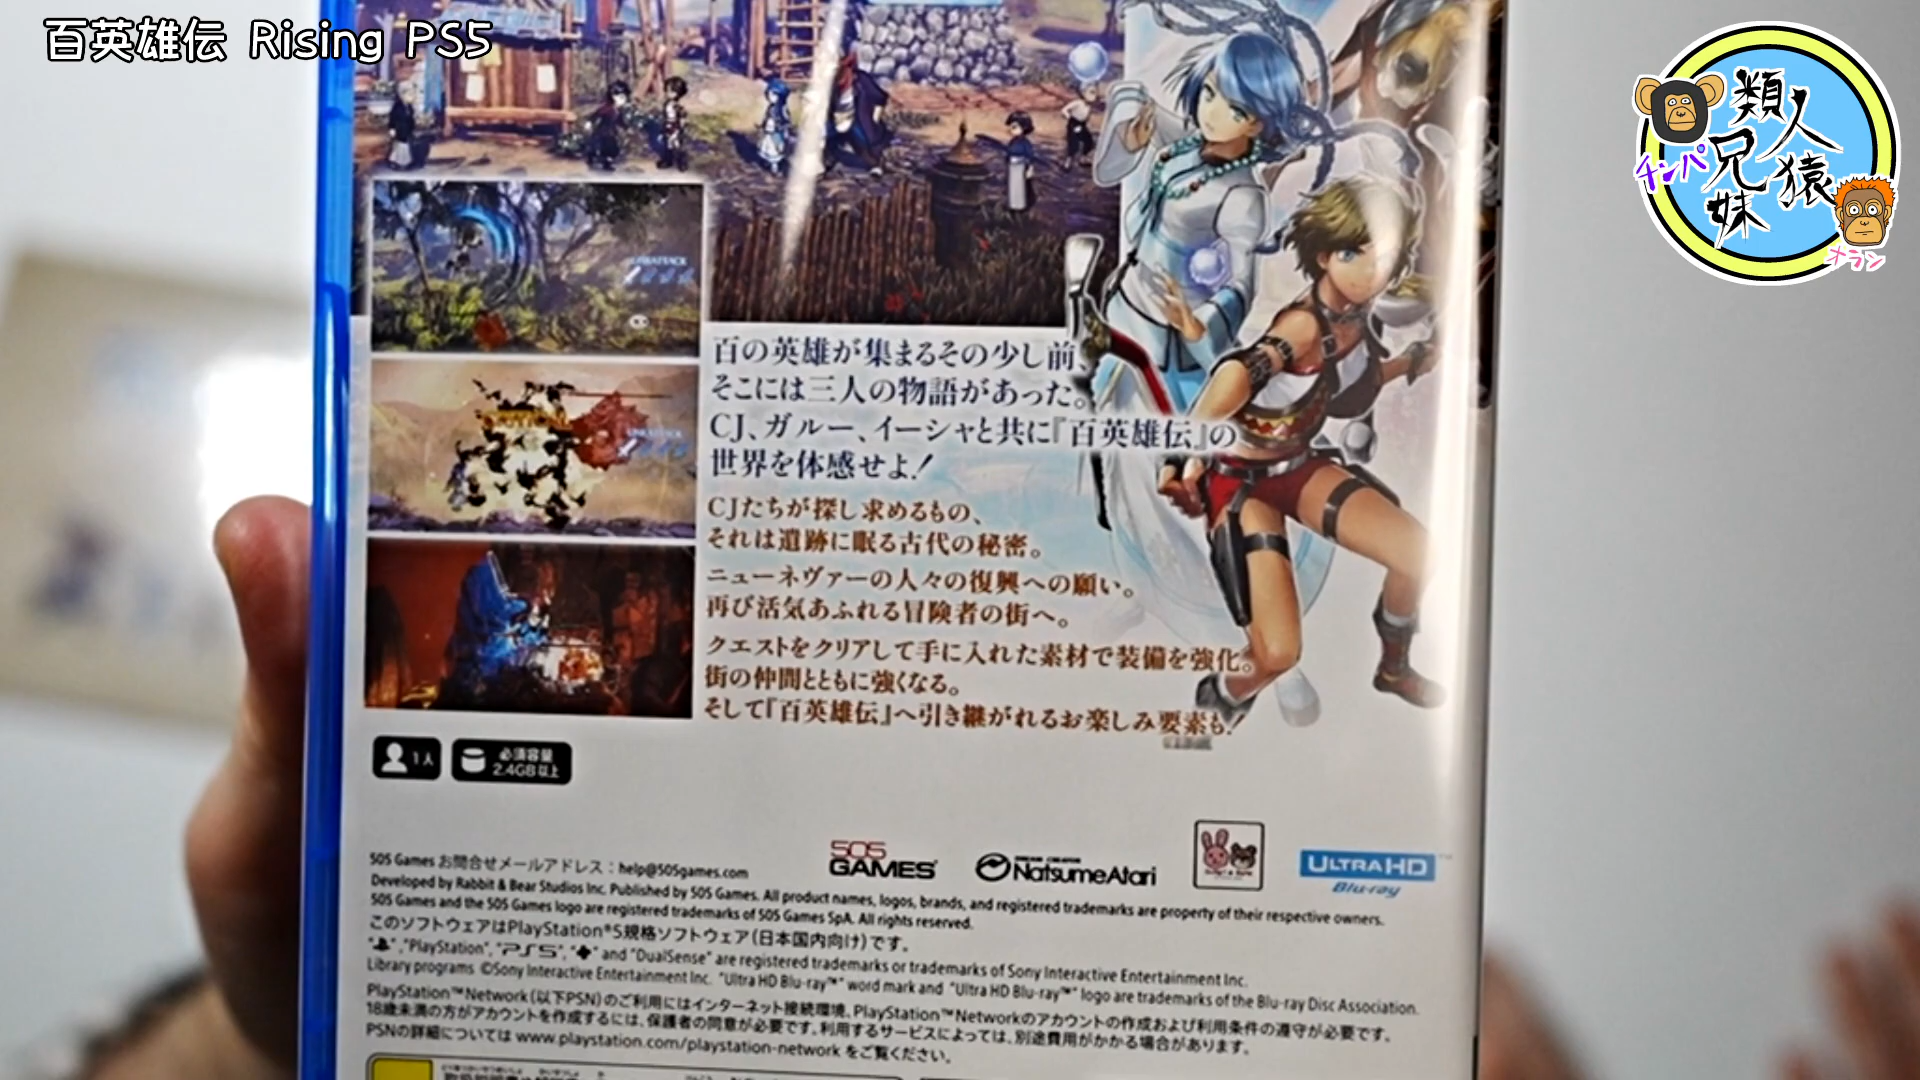 百英雄伝 Rising PS5
類人猿
兄妹
チンパ
オラン
百の英雄が集まるその少し前、
そこには三人の物語があった。
CJ、ガルー、イーシャと共に『百英雄伝』の
世界を体感せよ！
CJたちが探し求めるもの、
それは遺跡に眠る古代の秘密。
ニューネヴァーの人々の復興への願い。
再び活気あふれる冒険者の街へ。
クエストをクリアして手に入れた素材で装備を強化。
街の仲間とともに強くなる。
そして『百英雄伝』へ引き継がれるお楽しみ要素も！
1人
必須容量
2.4GB以上
505 GAMES
NatsumeAtari
ULTRA HD
Blu-ray
505 Games お問合せメールアドレス：help@505games.com
Developed by Rabbit & Bear Studios Inc. Published by 505 Games. All product names, logos, brands, and registered trademarks are property of their respective owners.
505 Games and the 505 Games logo are registered trademarks of 505 Games SpA. All rights reserved.
このソフトウェアはPlayStation®5規格ソフトウェア（日本国内向け）です。
"PlayStation", "PS5", and "DualSense" are registered trademarks or trademarks of Sony Interactive Entertainment Inc.
Library programs ©Sony Interactive Entertainment Inc. "Ultra HD Blu-ray™" word mark and "Ultra HD Blu-ray™" logo are trademarks of the Blu-ray Disc Association.
PlayStation™Network（以下PSN）のご利用にはインターネット接続環境、PlayStation™Networkのアカウントの作成および利用条件の遵守が必要です。
18歳未満の方がアカウントを作成するには、保護者の同意が必要です。利用するサービスによっては、別途費用がかかる場合があります。
PSNの詳細については www.playstation.com/playstation-network をご覧ください。